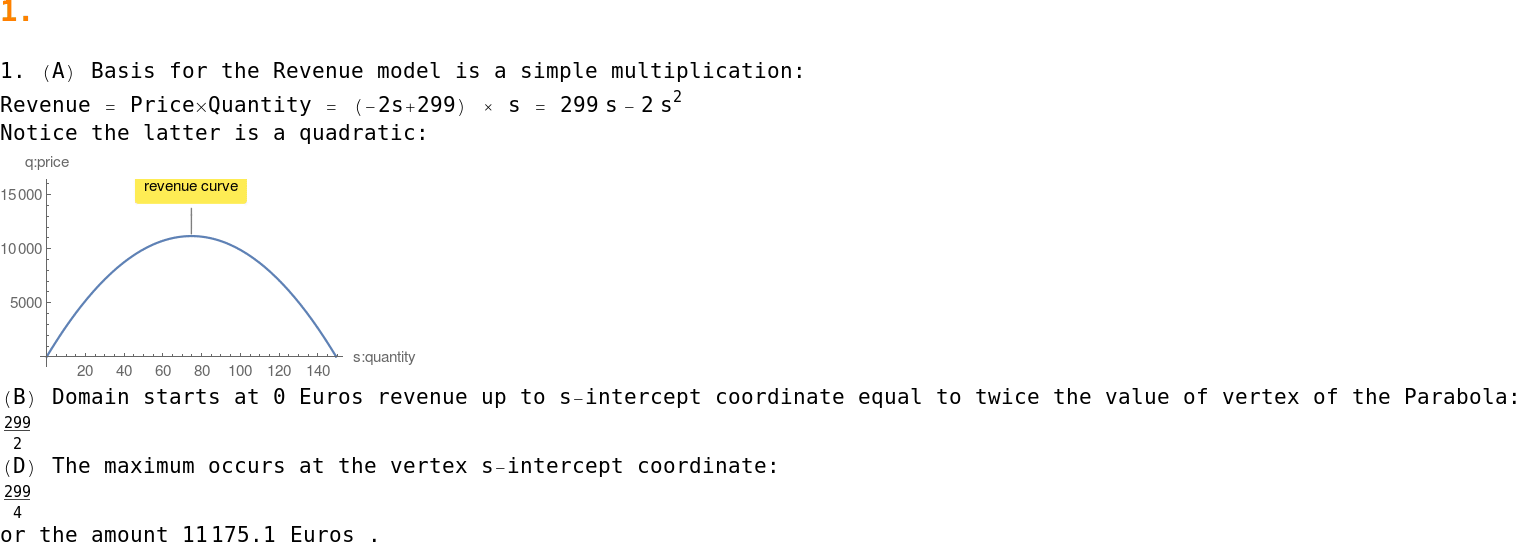 1.
1. (A) Basis for the Revenue model is a simple multiplication:
Revenue = Price×Quantity = (-2s+299) × s = 299 s - 2 s²
Notice the latter is a quadratic:
q:price
revenue curve
15000
10000
5000
20 40 60 80 100 120 140
s:quantity
(B) Domain starts at 0 Euros revenue up to s-intercept coordinate equal to twice the value of vertex of the Parabola:
299
2
(D) The maximum occurs at the vertex s-intercept coordinate:
299
4
or the amount 11175.1 Euros .